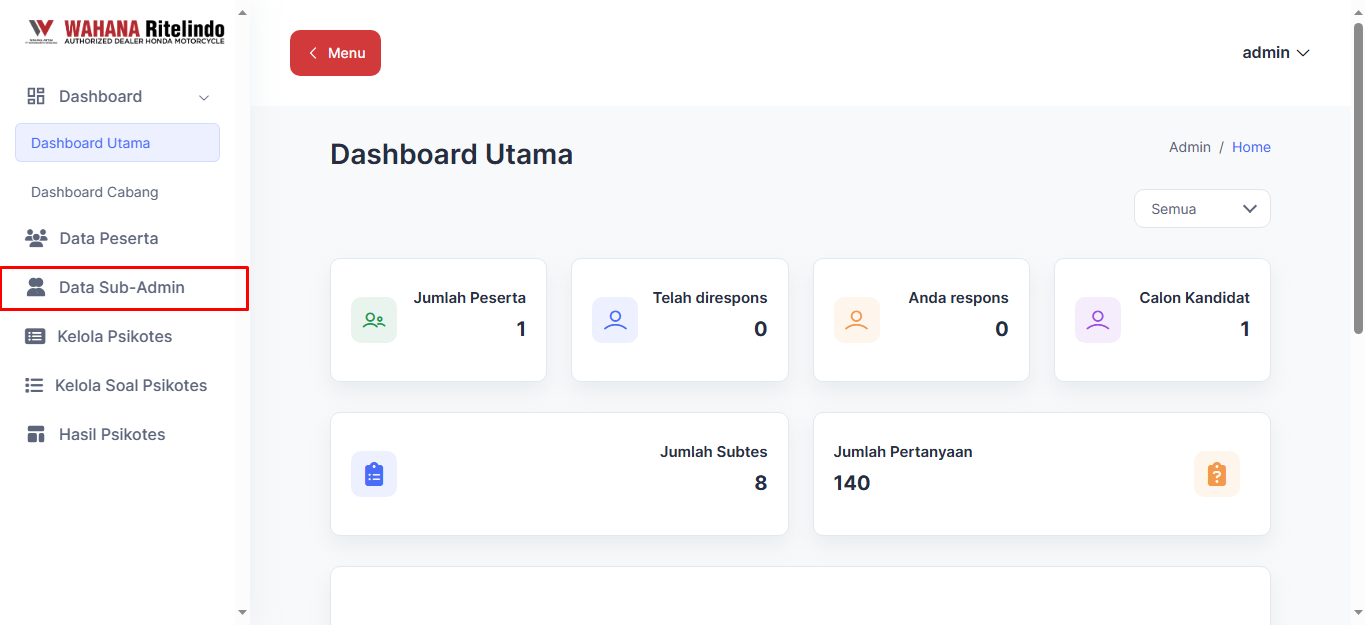 WAHANA Ritelindo
AUTHORIZED DEALER HONDA MOTORCYCLE
Menu
admin
Dashboard
Dashboard Utama
Dashboard Cabang
Data Peserta
Data Sub-Admin
Kelola Psikotes
Kelola Soal Psikotes
Hasil Psikotes
Dashboard Utama
Admin / Home
Semua
Jumlah Peserta
1
Telah direspons
0
Anda respons
0
Calon Kandidat
1
Jumlah Subtes
8
Jumlah Pertanyaan
140